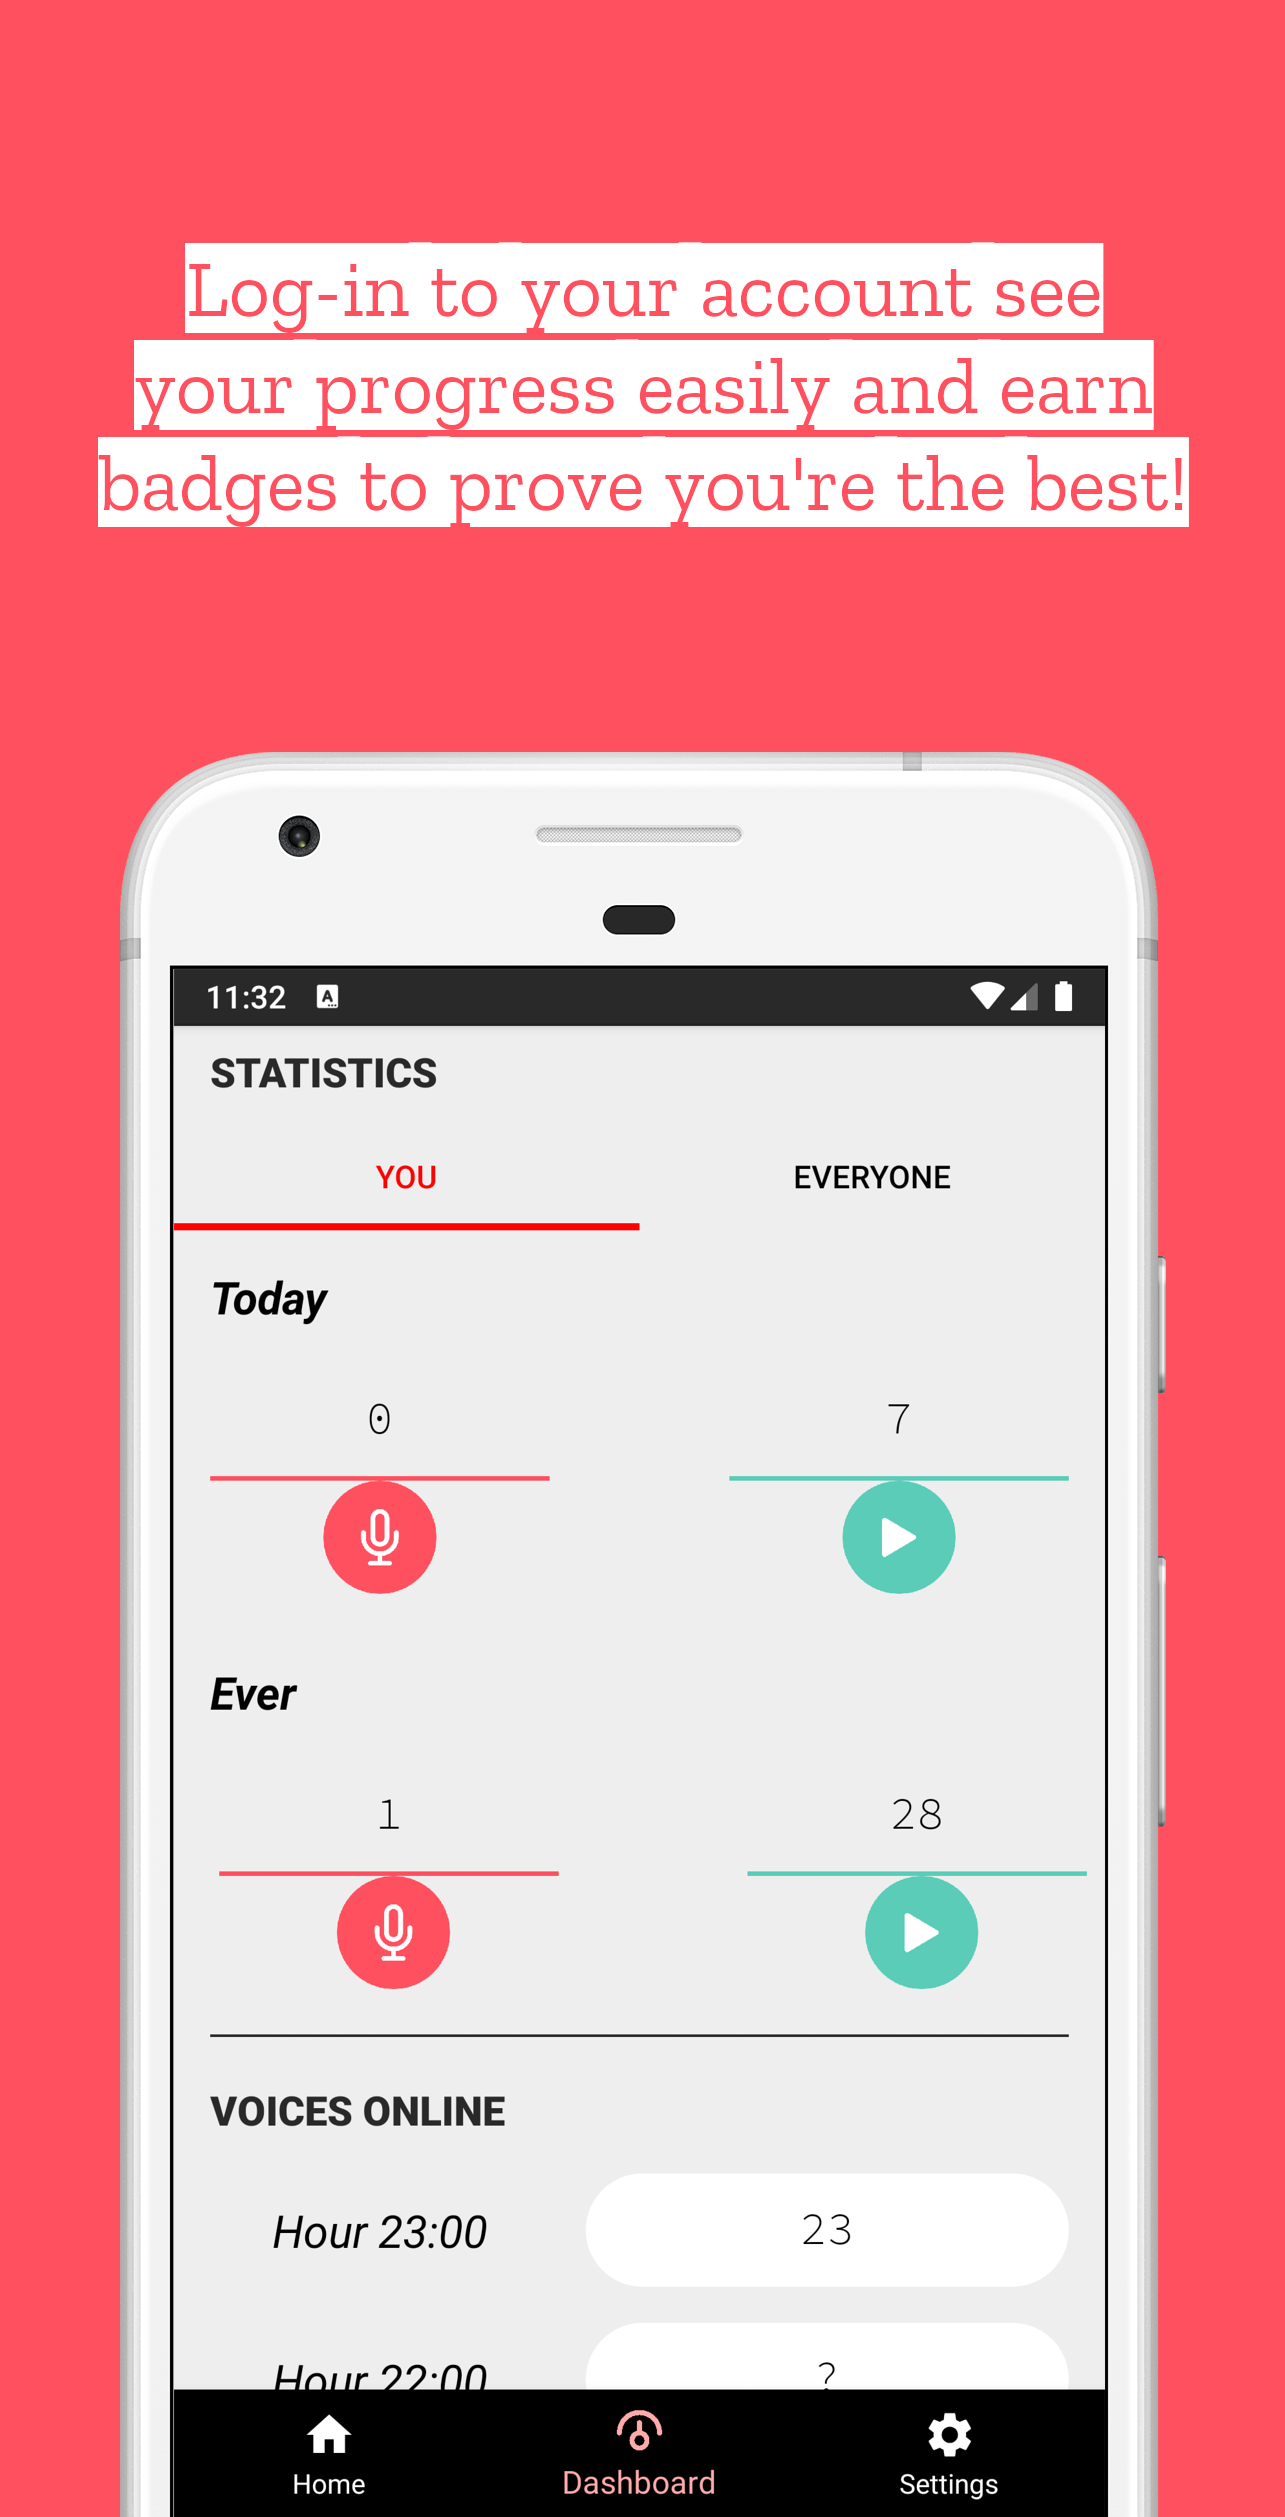 Log-in to your account see
your progress easily and earn
badges to prove you're the best!
11:32
STATISTICS
YOU EVERYONE
Today
0 7
Ever
1 28
VOICES ONLINE
Hour 23:00 23
Hour 22:00 ?
Home Dashboard Settings